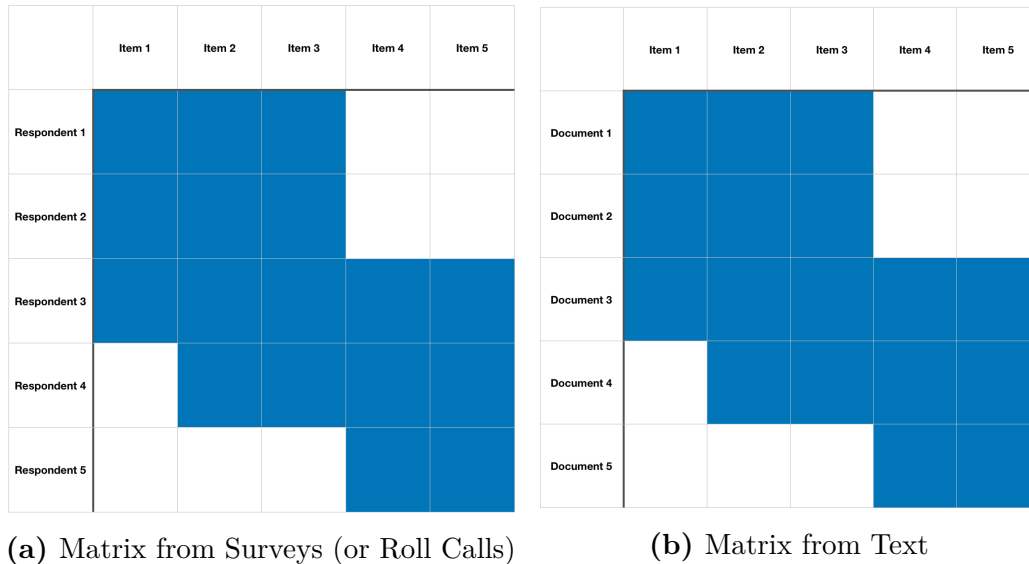 Item 1 Item 2 Item 3 Item 4 Item 5
Respondent 1
Respondent 2
Respondent 3
Respondent 4
Respondent 5
(a) Matrix from Surveys (or Roll Calls)
Item 1 Item 2 Item 3 Item 4 Item 5
Document 1
Document 2
Document 3
Document 4
Document 5
(b) Matrix from Text